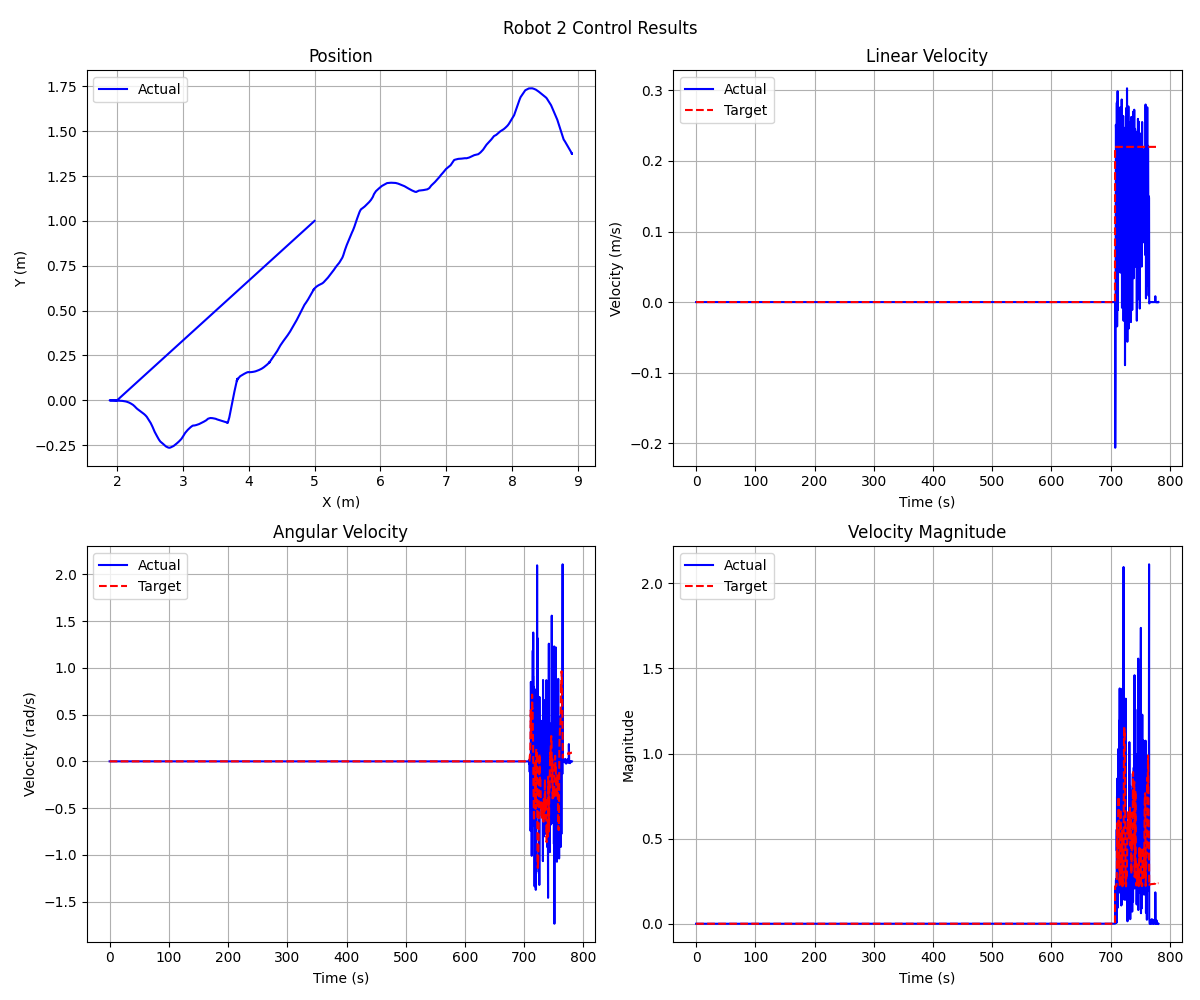 Robot 2 Control Results
Position
1.75
1.50
1.25
1.00
0.75
0.50
0.25
0.00
−0.25
Y (m)
Actual
2 3 4 5 6 7 8 9
X (m)
Linear Velocity
0.3
0.2
0.1
0.0
−0.1
−0.2
Velocity (m/s)
Actual
Target
0 100 200 300 400 500 600 700 800
Time (s)
Angular Velocity
2.0
1.5
1.0
0.5
0.0
−0.5
−1.0
−1.5
Velocity (rad/s)
Actual
Target
0 100 200 300 400 500 600 700 800
Time (s)
Velocity Magnitude
2.0
1.5
1.0
0.5
0.0
Magnitude
Actual
Target
0 100 200 300 400 500 600 700 800
Time (s)